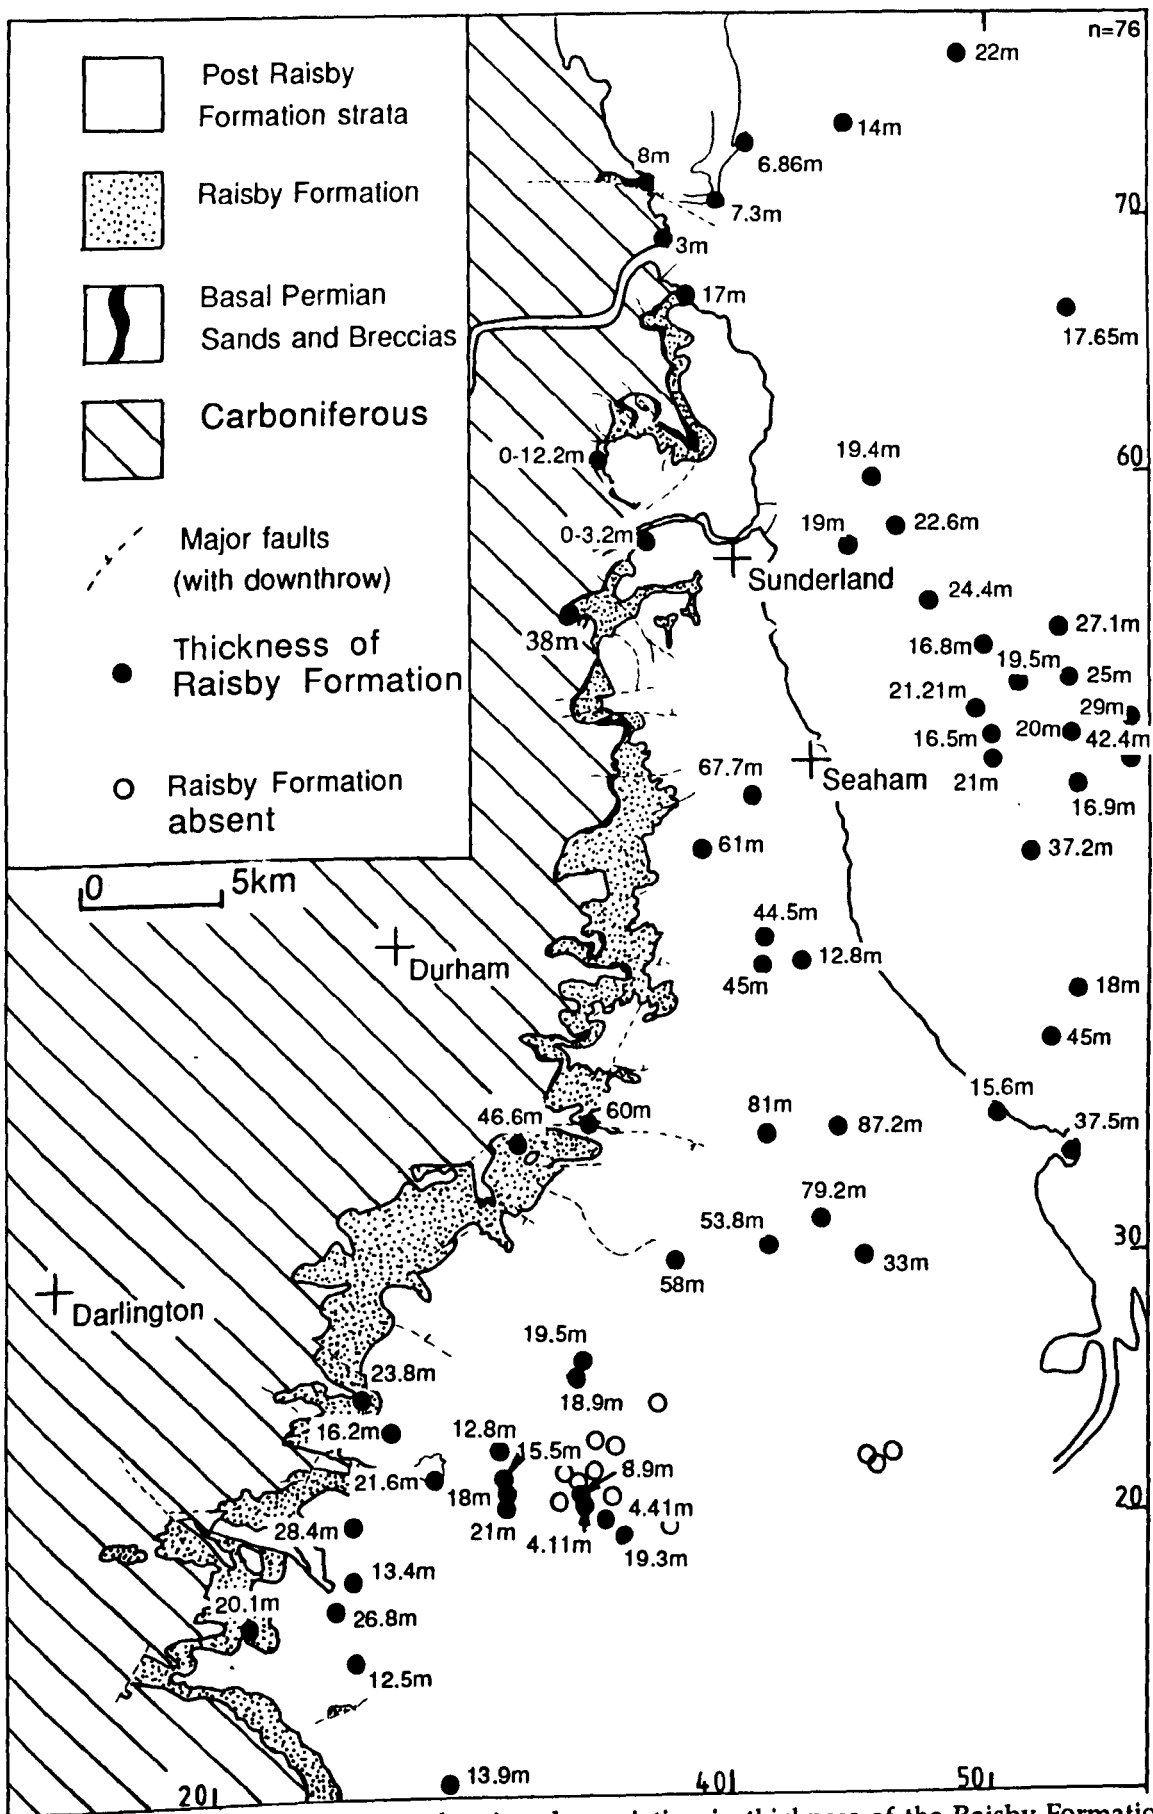 n=76
Post Raisby
Formation strata
Raisby Formation
Basal Permian
Sands and Breccias
Carboniferous
Major faults
(with downthrow)
Thickness of
Raisby Formation
Raisby Formation
absent
0 5km
22m
14m
6.86m
8m
7.3m
70
3m
17m
17.65m
0-12.2m
19.4m
60
0-3.2m
19m
22.6m
Sunderland
24.4m
38m
27.1m
16.8m
19.5m
25m
21.21m
29m
16.5m
20m
42.4m
67.7m
Seaham
21m
16.9m
61m
37.2m
44.5m
12.8m
Durham
45m
18m
45m
15.6m
46.6m
60m
81m
87.2m
37.5m
79.2m
53.8m
30
58m
33m
Darlington
19.5m
23.8m
18.9m
16.2m
12.8m
15.5m
21.6m
8.9m
18m
4.41m
20
28.4m
21m
4.11m
19.3m
13.4m
20.1m
26.8m
12.5m
13.9m
20
40
50
variation in thickness of the Raisby Formatio